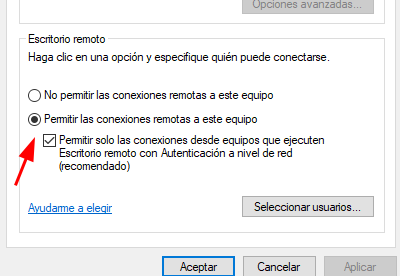 Opciones avanzadas...
Escritorio remoto
Haga clic en una opción y especifique quién puede conectarse.
No permitir las conexiones remotas a este equipo
Permitir las conexiones remotas a este equipo
Permitir solo las conexiones desde equipos que ejecuten
Escritorio remoto con Autenticación a nivel de red
(recomendado)
Ayudarme a elegir
Seleccionar usuarios...
Aceptar
Cancelar
Aplicar